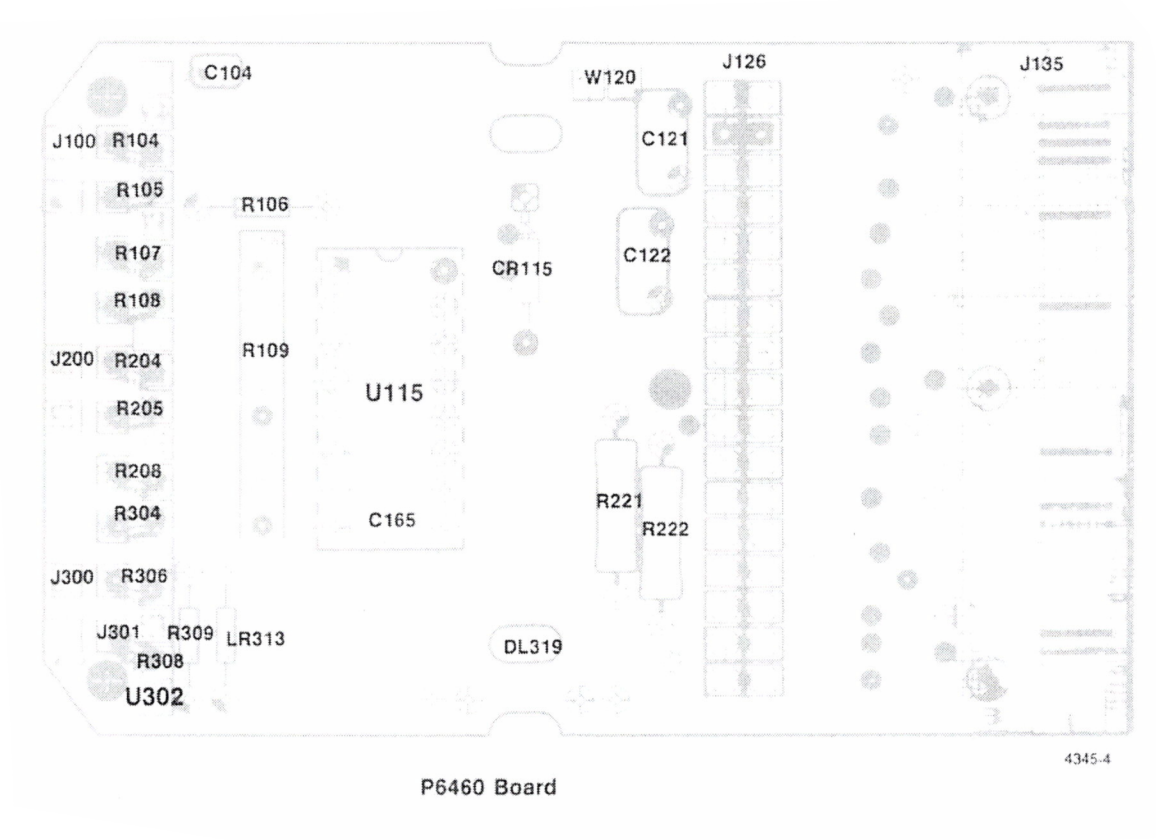 C104
W120
J126
J135
J100
R104
C121
R105
R106
R107
CR115
C122
R108
J200
R204
R109
U115
R205
R208
R221
R304
C165
R222
J300
R306
J301
R309
LR313
DL319
R308
U302
4345-4
P6460 Board